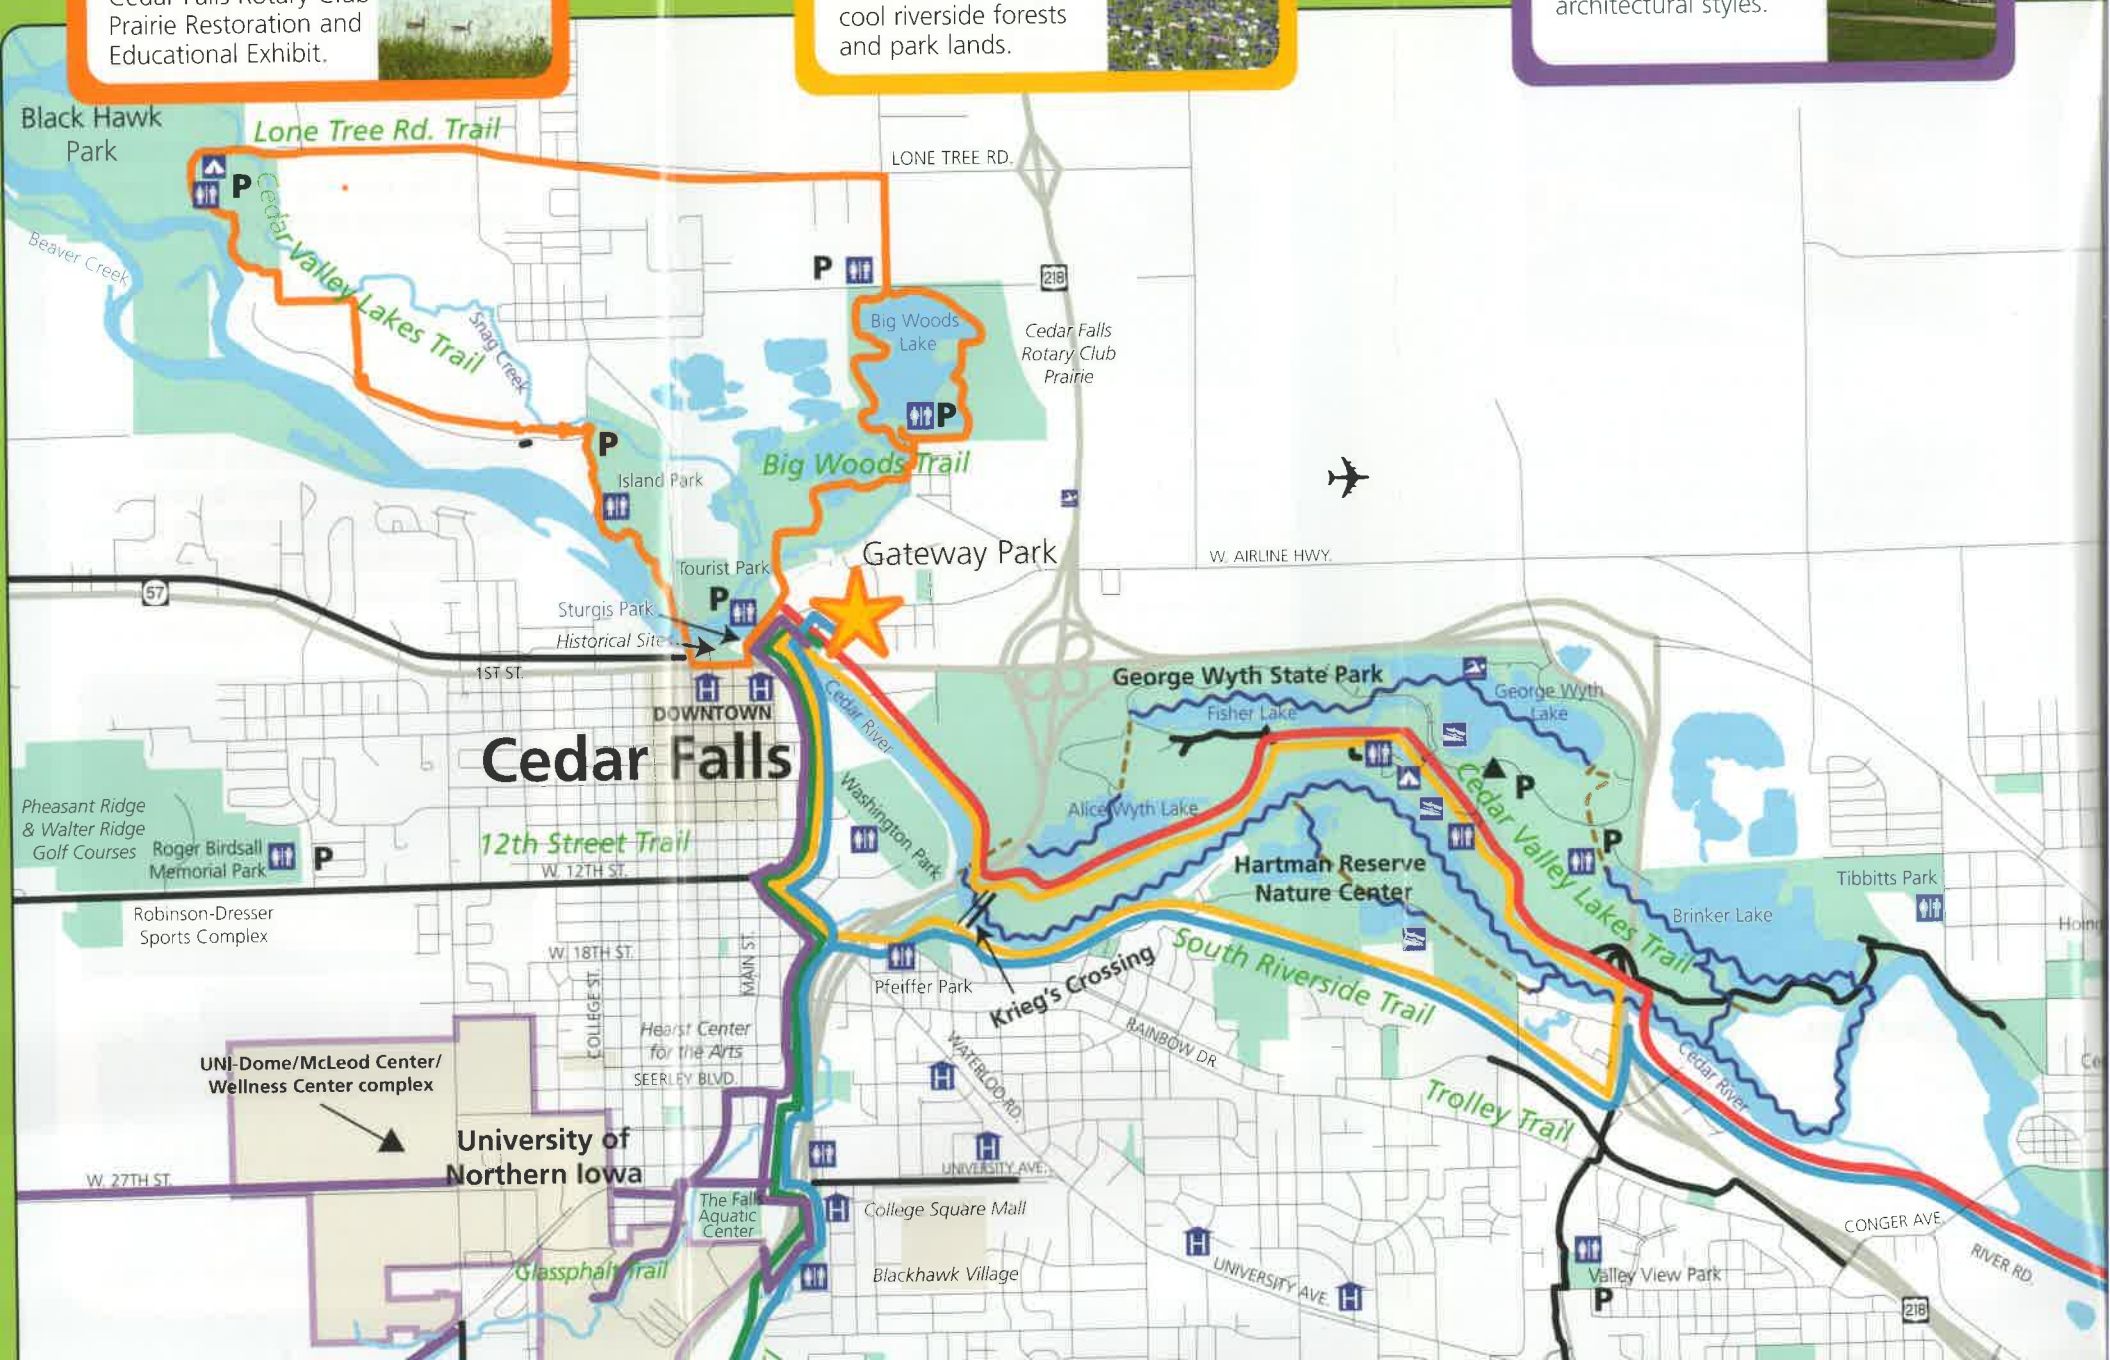 Cedar Falls Rotary Club
Prairie Restoration and
Educational Exhibit.
cool riverside forests
and park lands.
architectural styles.
Black Hawk
Park
Lone Tree Rd. Trail
LONE TREE RD.
P
Cedar Valley Lakes Trail
Beaver Creek
Snag Creek
P
218
Big Woods
Lake
Cedar Falls
Rotary Club
Prairie
P
P
Island Park
Big Woods Trail
Gateway Park
W. AIRLINE HWY.
57
Tourist Park
P
Sturgis Park
Historical Site
1ST ST.
H
H
DOWNTOWN
Cedar Falls
Cedar River
George Wyth State Park
Fisher Lake
George Wyth
Lake
Pheasant Ridge
& Walter Ridge
Golf Courses
Roger Birdsall
Memorial Park
P
12th Street Trail
W. 12TH ST.
Washington Park
Alice Wyth Lake
Cedar Valley Lakes Trail
P
P
Hartman Reserve
Nature Center
Tibbitts Park
Brinker Lake
Robinson-Dresser
Sports Complex
W. 18TH ST.
COLLEGE ST.
MAIN ST.
Pfeiffer Park
Krieg's Crossing
South Riverside Trail
Hearst Center
for the Arts
SEERLEY BLVD.
WATERLOO RD.
RAINBOW DR.
Cedar River
UNI-Dome/McLeod Center/
Wellness Center complex
University of
Northern Iowa
Trolley Trail
H
H
UNIVERSITY AVE.
W. 27TH ST.
The Falls
Aquatic
Center
H
College Square Mall
CONGER AVE.
RIVER RD.
Glassphalt Trail
Blackhawk Village
H
UNIVERSITY AVE.
H
Valley View Park
P
218